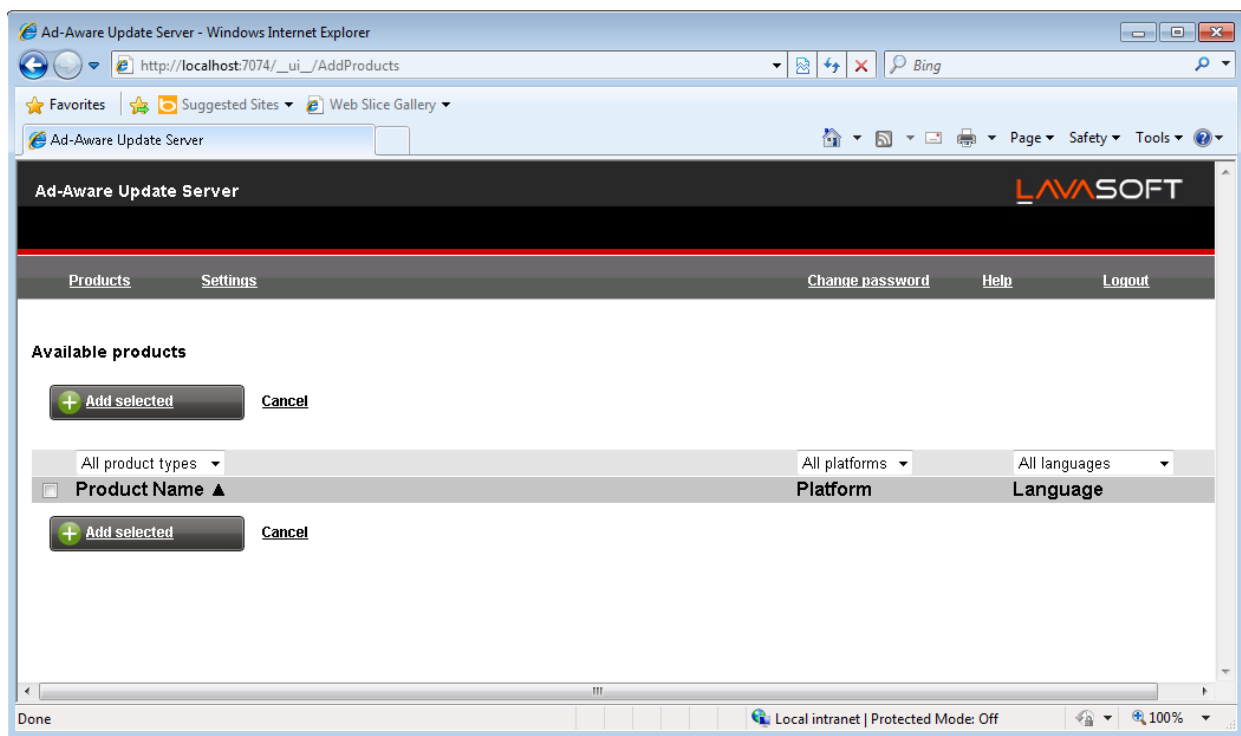 Ad-Aware Update Server - Windows Internet Explorer
http://localhost:7074/__ui__/AddProducts
Bing
Favorites Suggested Sites Web Slice Gallery
Ad-Aware Update Server Page Safety Tools
Ad-Aware Update Server LAVASOFT
Products Settings Change password Help Logout
Available products
Add selected Cancel
All product types All platforms All languages
Product Name ▲ Platform Language
Add selected Cancel
Done Local intranet | Protected Mode: Off 100%